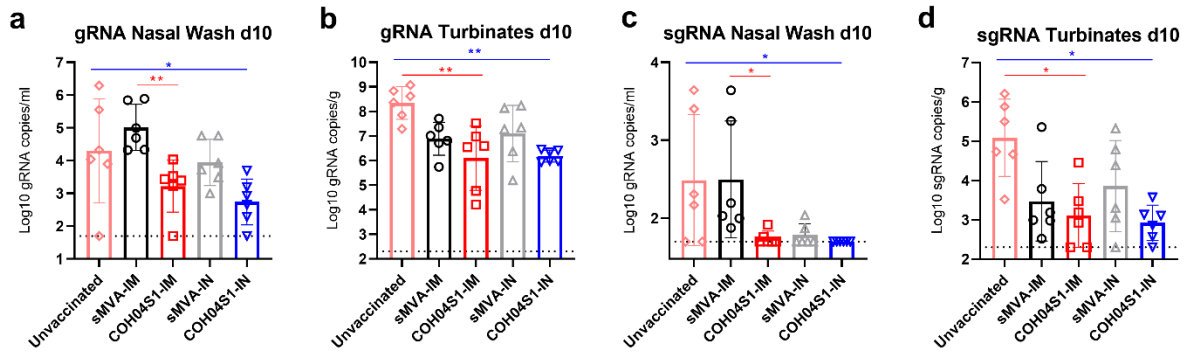 a
gRNA Nasal Wash d10
Log10 gRNA copies/ml
7
6
5
4
3
2
1
*
**
Unvaccinated
sMVA-IM
COH04S1-IM
sMVA-IN
COH04S1-IN
b
gRNA Turbinates d10
Log10 gRNA copies/g
10
9
8
7
6
5
4
3
2
**
**
Unvaccinated
sMVA-IM
COH04S1-IM
sMVA-IN
COH04S1-IN
c
sgRNA Nasal Wash d10
Log10 gRNA copies/ml
4
3
2
*
*
Unvaccinated
sMVA-IM
COH04S1-IM
sMVA-IN
COH04S1-IN
d
sgRNA Turbinates d10
Log10 sgRNA copies/g
7
6
5
4
3
2
*
*
Unvaccinated
sMVA-IM
COH04S1-IM
sMVA-IN
COH04S1-IN